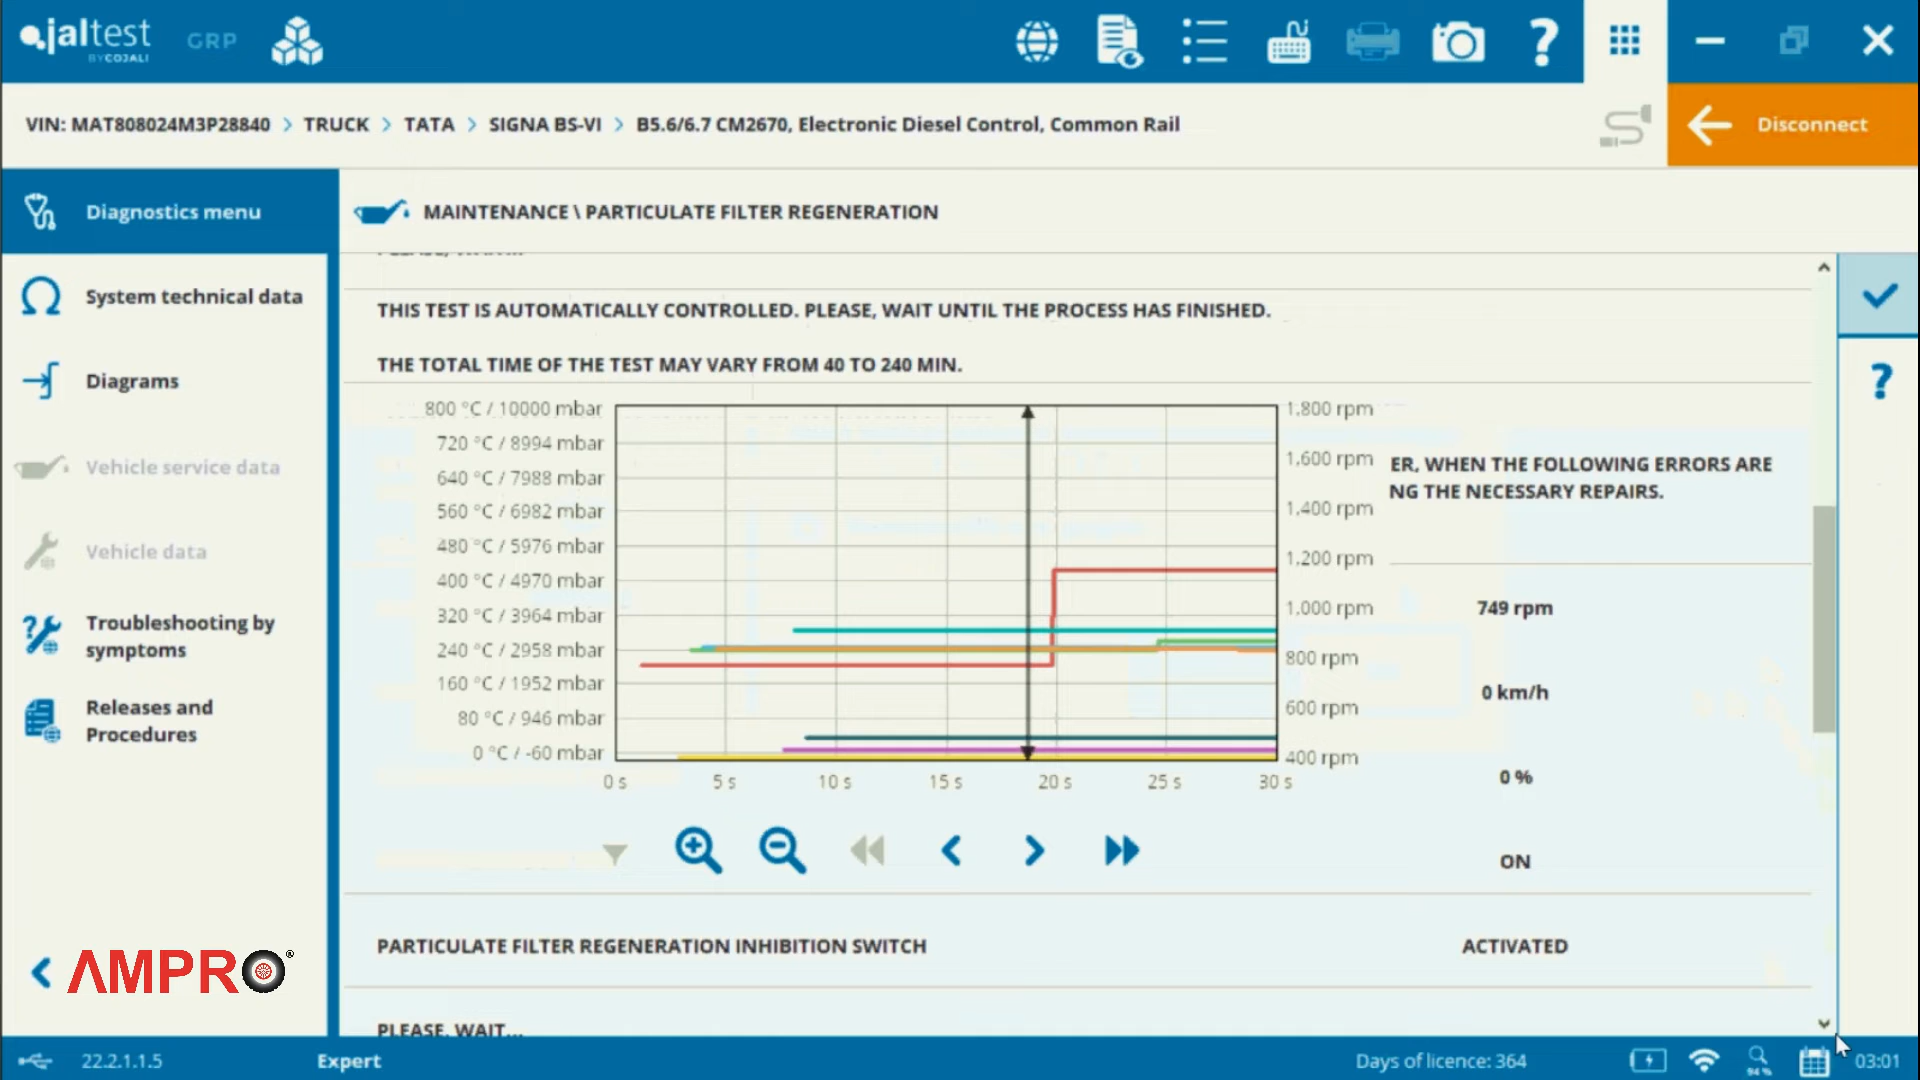 jaltest GRP
BY COJALI
VIN: MAT808024M3P28840 > TRUCK > TATA > SIGNA BS-VI > B5.6/6.7 CM2670, Electronic Diesel Control, Common Rail
Disconnect
Diagnostics menu
MAINTENANCE \ PARTICULATE FILTER REGENERATION
System technical data
THIS TEST IS AUTOMATICALLY CONTROLLED. PLEASE, WAIT UNTIL THE PROCESS HAS FINISHED.
Diagrams
THE TOTAL TIME OF THE TEST MAY VARY FROM 40 TO 240 MIN.
Vehicle service data
Vehicle data
Troubleshooting by
symptoms
Releases and
Procedures
800 °C / 10000 mbar
720 °C / 8994 mbar
640 °C / 7988 mbar
560 °C / 6982 mbar
480 °C / 5976 mbar
400 °C / 4970 mbar
320 °C / 3964 mbar
240 °C / 2958 mbar
160 °C / 1952 mbar
80 °C / 946 mbar
0 °C / -60 mbar
1.800 rpm
1.600 rpm
1.400 rpm
1.200 rpm
1.000 rpm
800 rpm
600 rpm
400 rpm
0 s 5 s 10 s 15 s 20 s 25 s 30 s
ER, WHEN THE FOLLOWING ERRORS ARE
NG THE NECESSARY REPAIRS.
749 rpm
0 km/h
0 %
ON
PARTICULATE FILTER REGENERATION INHIBITION SWITCH ACTIVATED
PLEASE, WAIT...
AMPRO®
22.2.1.1.5 Expert Days of licence: 364 94 % 03:01